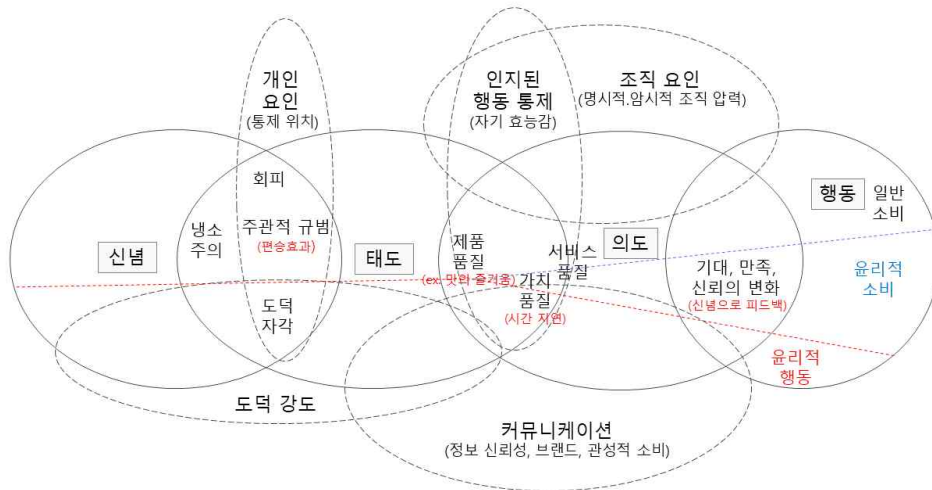 개인
요인
(통제 위치)
인지된
행동 통제
(자기 효능감)
조직 요인
(명시적.암시적 조직 압력)
회피
냉소
주의
주관적 규범
(편승효과)
신념
태도
도덕
자각
제품
품질
(ex. 맛의 즐거움)
서비스
품질
가치
품질
(시간 지연)
의도
기대, 만족,
신뢰의 변화
(신념으로 피드백)
행동
일반
소비
윤리적
소비
윤리적
행동
도덕 강도
커뮤니케이션
(정보 신뢰성, 브랜드, 관성적 소비)